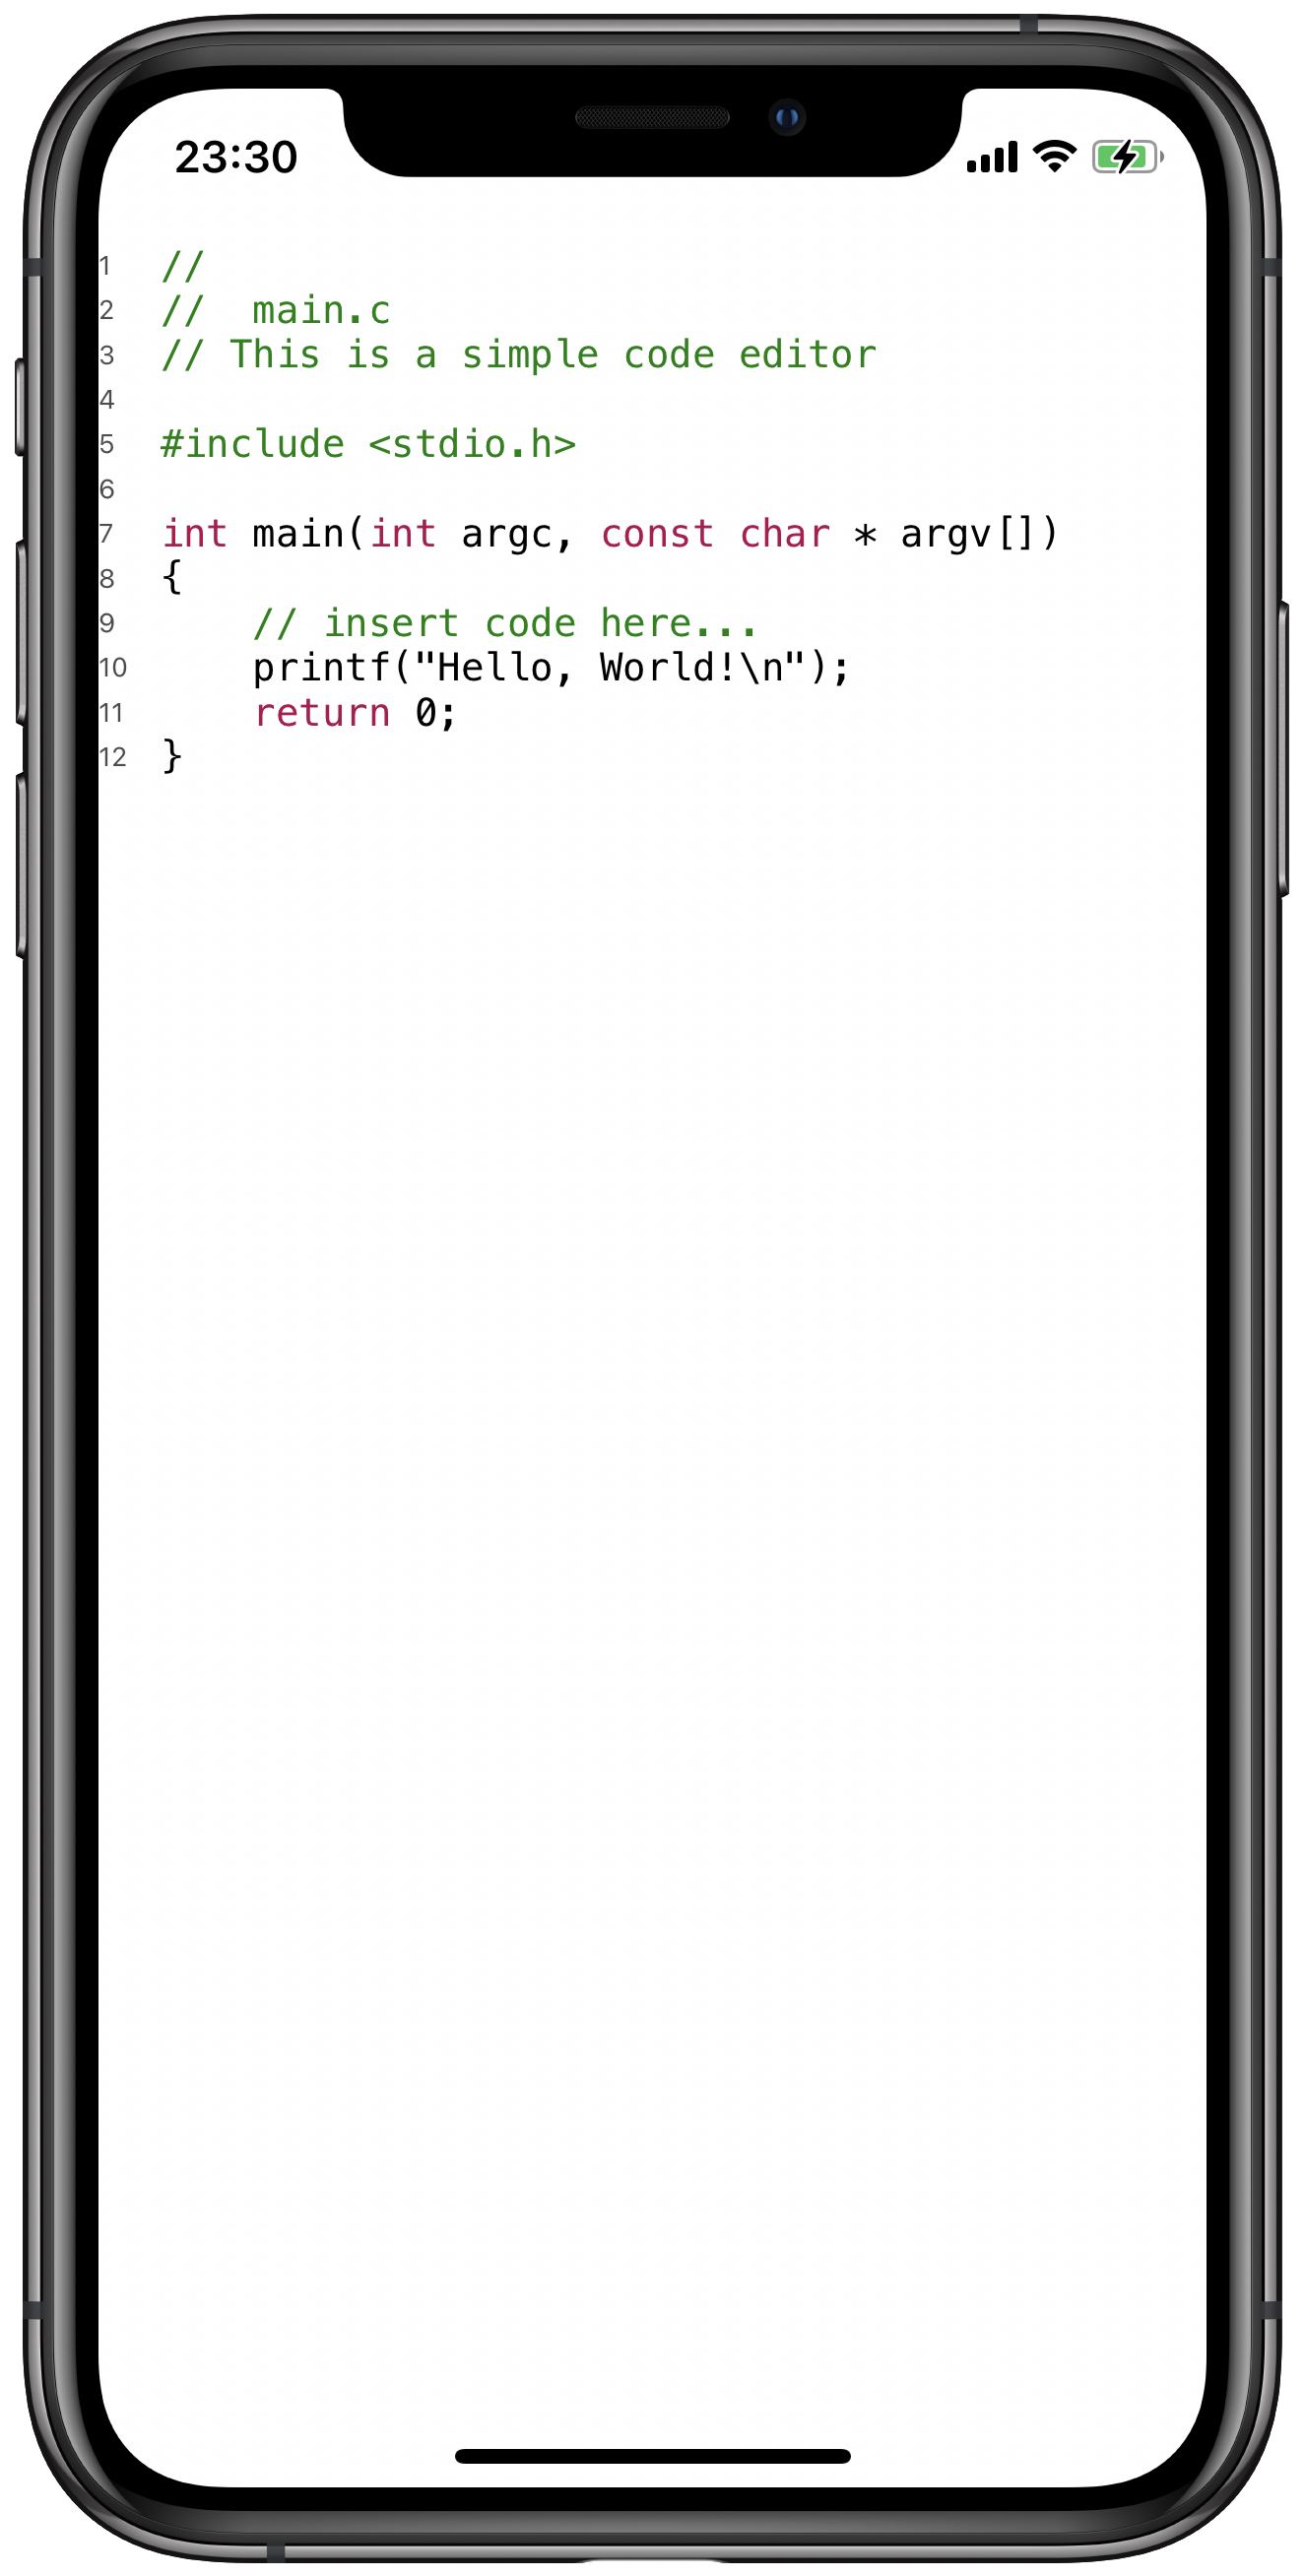 23:30
1 //
2 //  main.c
3 // This is a simple code editor
4
5 #include <stdio.h>
6
7 int main(int argc, const char * argv[])
8 {
9     // insert code here...
10     printf("Hello, World!\n");
11     return 0;
12 }